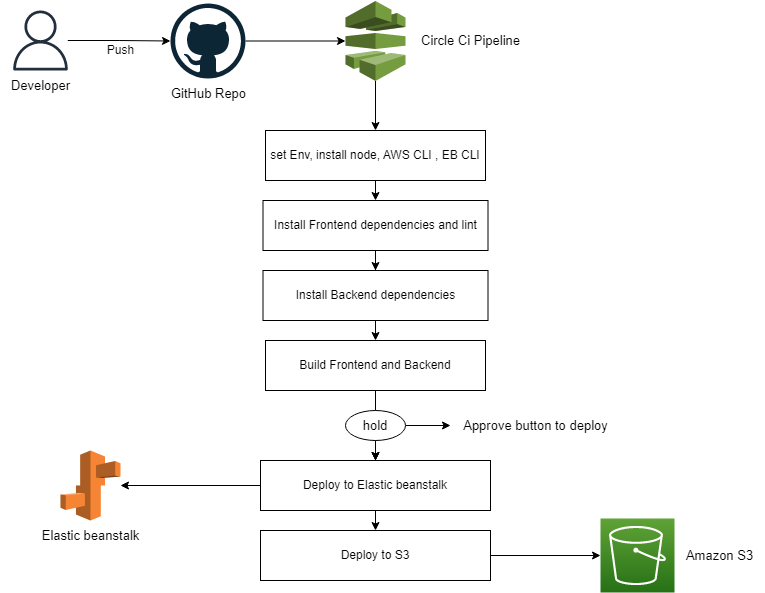 Push
Developer
GitHub Repo
Circle Ci Pipeline
set Env, install node, AWS CLI , EB CLI
Install Frontend dependencies and lint
Install Backend dependencies
Build Frontend and Backend
hold
Approve button to deploy
Deploy to Elastic beanstalk
Elastic beanstalk
Deploy to S3
Amazon S3